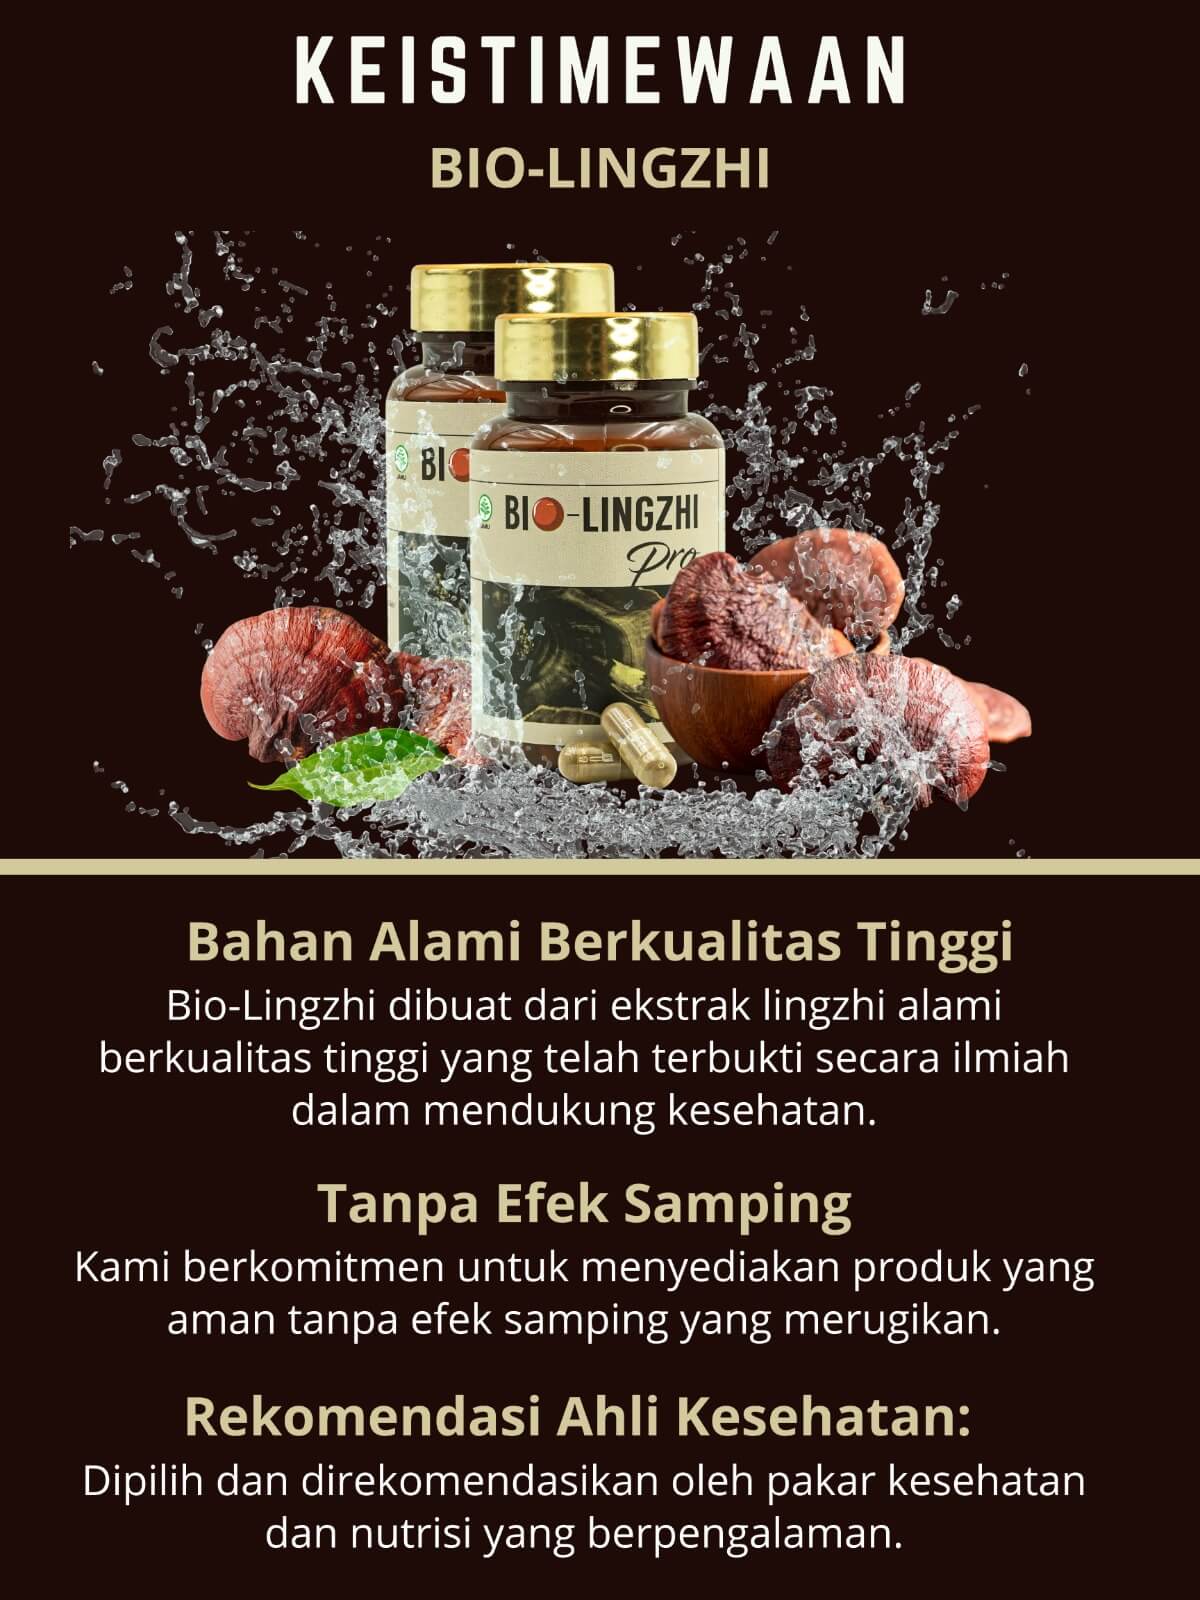 KEISTIMEWAAN
BIO-LINGZHI
BI
BIO-LINGZHI
Pro
Bahan Alami Berkualitas Tinggi
Bio-Lingzhi dibuat dari ekstrak lingzhi alami
berkualitas tinggi yang telah terbukti secara ilmiah
dalam mendukung kesehatan.
Tanpa Efek Samping
Kami berkomitmen untuk menyediakan produk yang
aman tanpa efek samping yang merugikan.
Rekomendasi Ahli Kesehatan:
Dipilih dan direkomendasikan oleh pakar kesehatan
dan nutrisi yang berpengalaman.